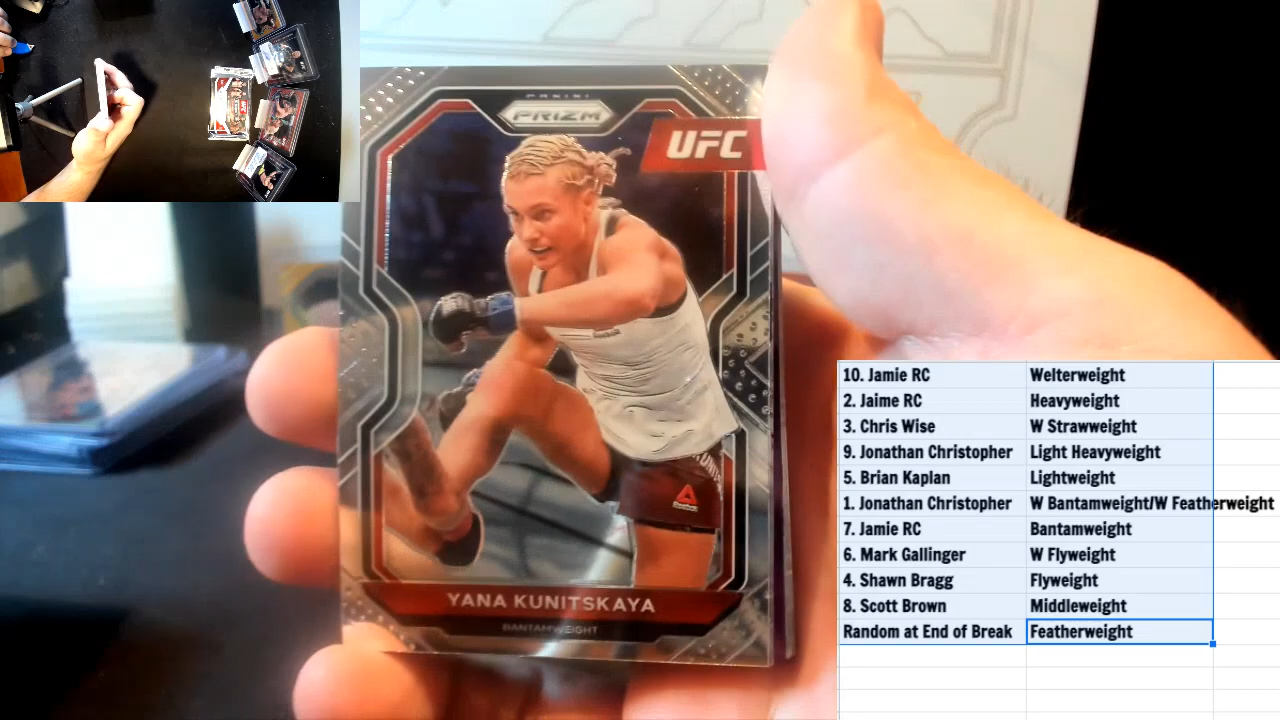 PANINI
PRIZM
UFC
YANA KUNITSKAYA
BANTAMWEIGHT
Reebok
10. Jamie RC Welterweight
2. Jaime RC Heavyweight
3. Chris Wise W Strawweight
9. Jonathan Christopher Light Heavyweight
5. Brian Kaplan Lightweight
1. Jonathan Christopher W Bantamweight/W Featherweight
7. Jamie RC Bantamweight
6. Mark Gallinger W Flyweight
4. Shawn Bragg Flyweight
8. Scott Brown Middleweight
Random at End of Break Featherweight